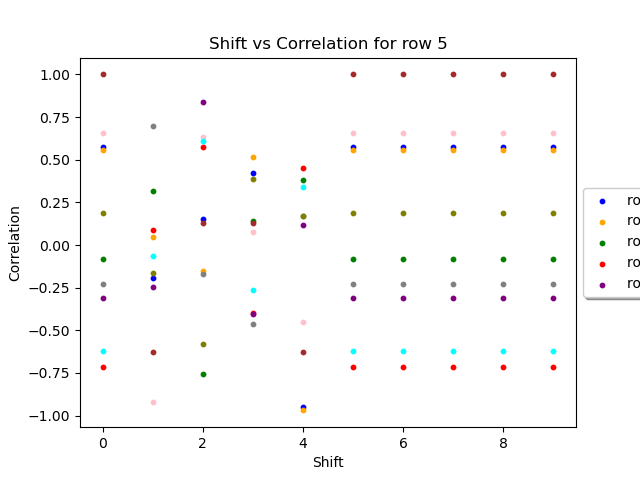 Shift vs Correlation for row 5
1.00
0.75
0.50
0.25
0.00
−0.25
−0.50
−0.75
−1.00
Correlation
0 2 4 6 8
Shift
ro
ro
ro
ro
ro